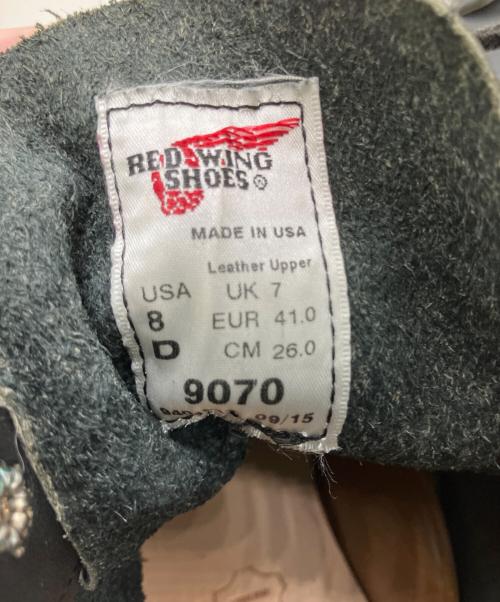 RED WING
SHOES®
MADE IN USA
Leather Upper
USA UK 7
8 EUR 41.0
D CM 26.0
9070
09/15